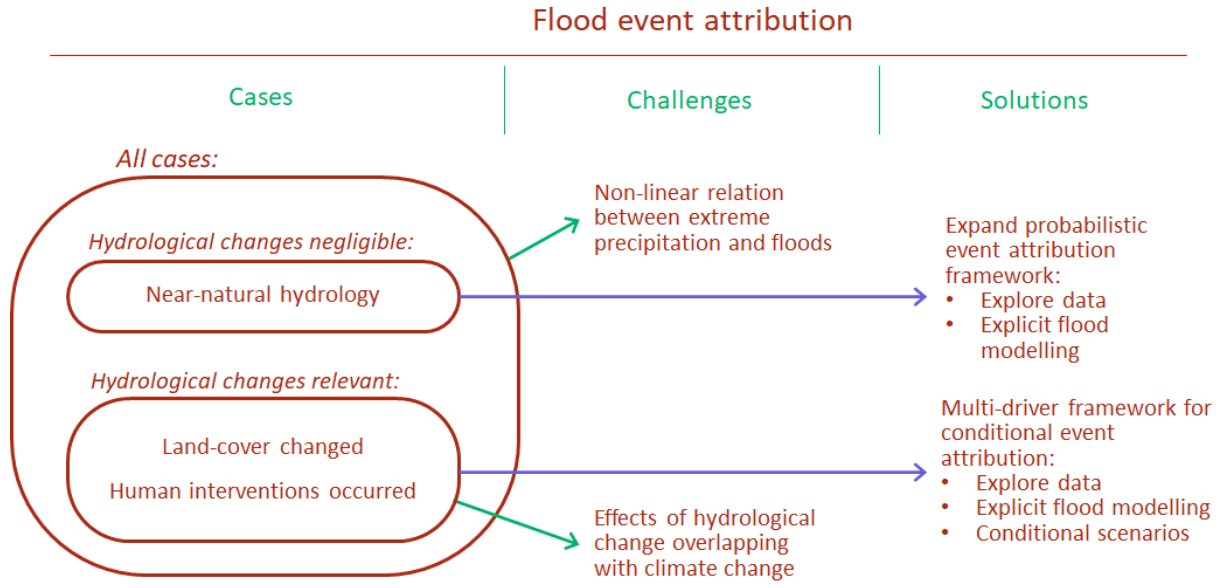 Flood event attribution
Cases
Challenges
Solutions
All cases:
Hydrological changes negligible:
Near-natural hydrology
Hydrological changes relevant:
Land-cover changed
Human interventions occurred
Non-linear relation
between extreme
precipitation and floods
Effects of hydrological
change overlapping
with climate change
Expand probabilistic
event attribution
framework:
• Explore data
• Explicit flood
modelling
Multi-driver framework for
conditional event
attribution:
• Explore data
• Explicit flood modelling
• Conditional scenarios